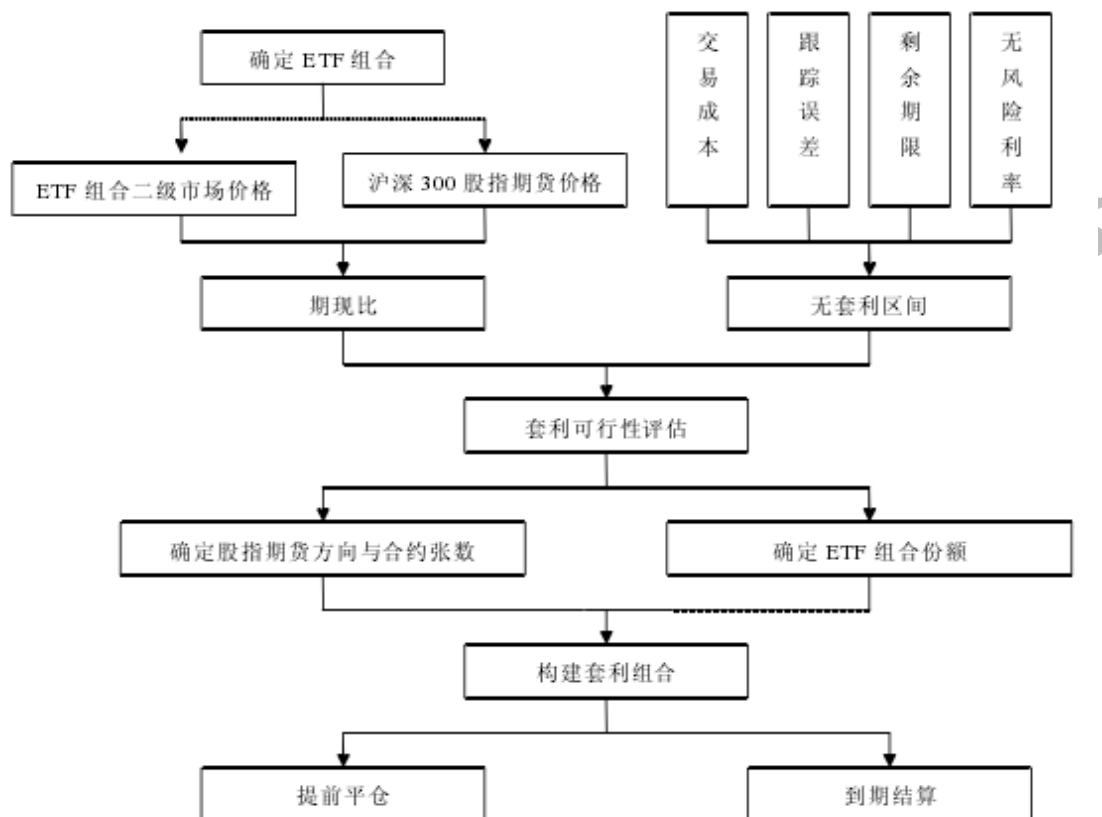 确定 ETF 组合
交易成本
跟踪误差
剩余期限
无风险利率
ETF 组合二级市场价格
沪深 300 股指期货价格
期现比
无套利区间
套利可行性评估
确定股指期货方向与合约张数
确定 ETF 组合份额
构建套利组合
提前平仓
到期结算